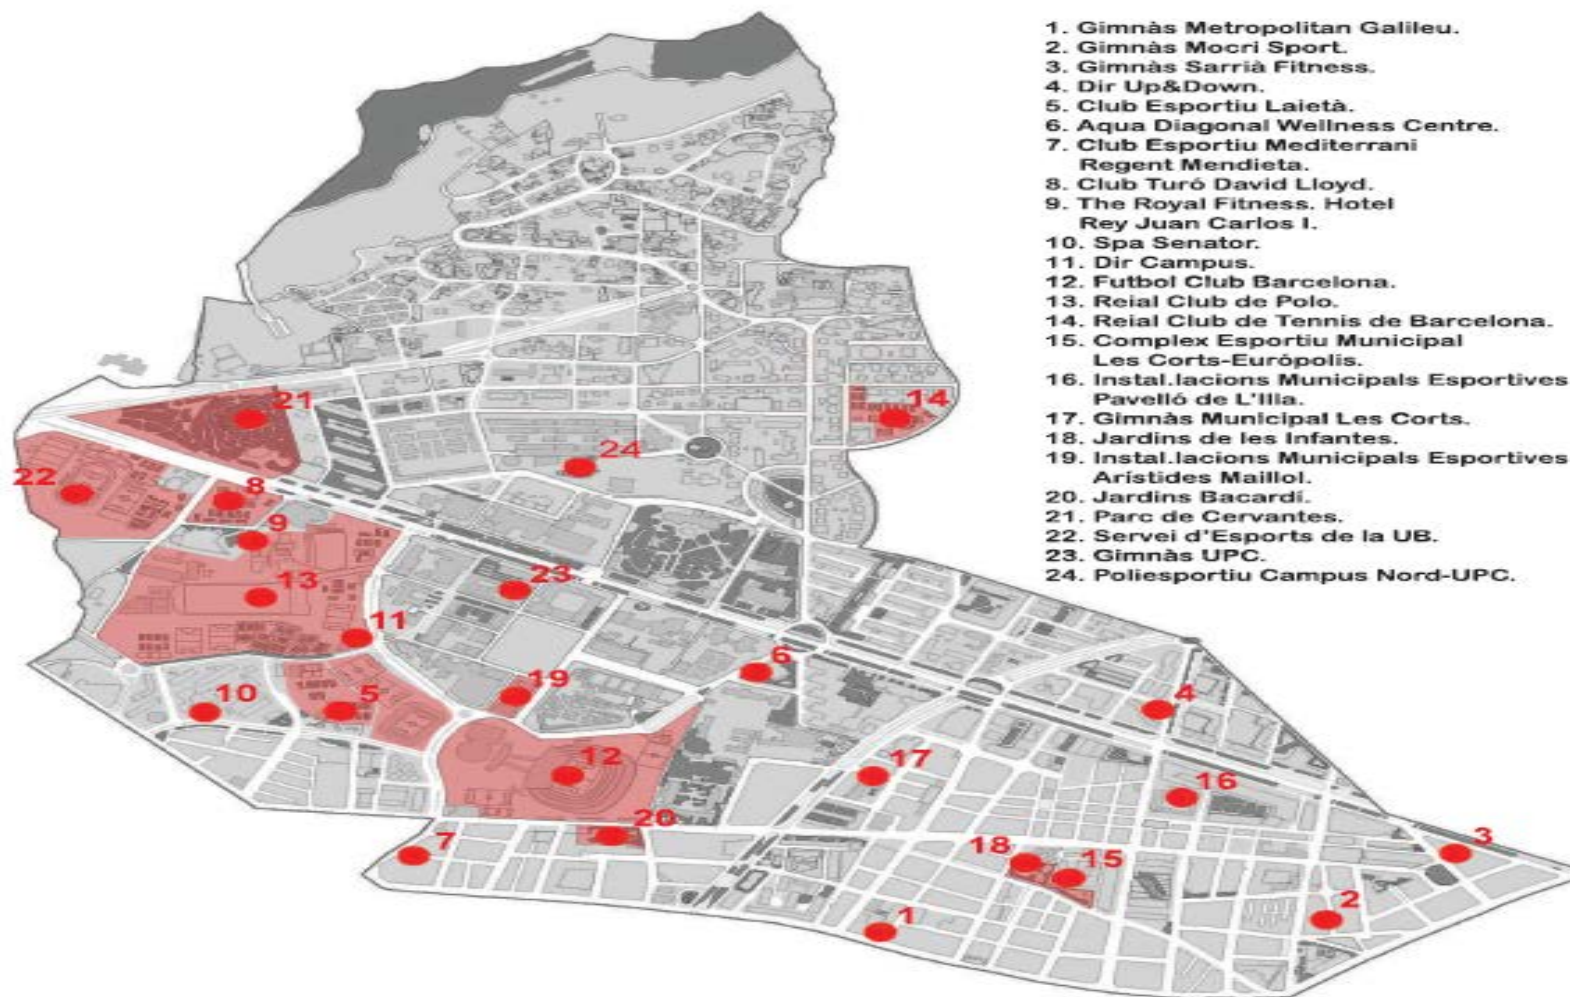 1. Gimnàs Metropolitan Galileu.
2. Gimnàs Mocri Sport.
3. Gimnàs Sarrià Fitness.
4. Dir Up&Down.
5. Club Esportiu Laietà.
6. Aqua Diagonal Wellness Centre.
7. Club Esportiu Mediterrani
Regent Mendieta.
8. Club Turó David Lloyd.
9. The Royal Fitness. Hotel
Rey Juan Carlos I.
10. Spa Senator.
11. Dir Campus.
12. Futbol Club Barcelona.
13. Reial Club de Polo.
14. Reial Club de Tennis de Barcelona.
15. Complex Esportiu Municipal
Les Corts-Európolis.
16. Instal.lacions Municipals Esportives
Pavelló de L'Illa.
17. Gimnàs Municipal Les Corts.
18. Jardins de les Infantes.
19. Instal.lacions Municipals Esportives
Arístides Maillol.
20. Jardins Bacardí.
21. Parc de Cervantes.
22. Servei d'Esports de la UB.
23. Gimnàs UPC.
24. Poliesportiu Campus Nord-UPC.
21
14
24
22
8
9
23
13
11
6
19
10
5
4
12
17
16
20
7
18
15
3
1
2